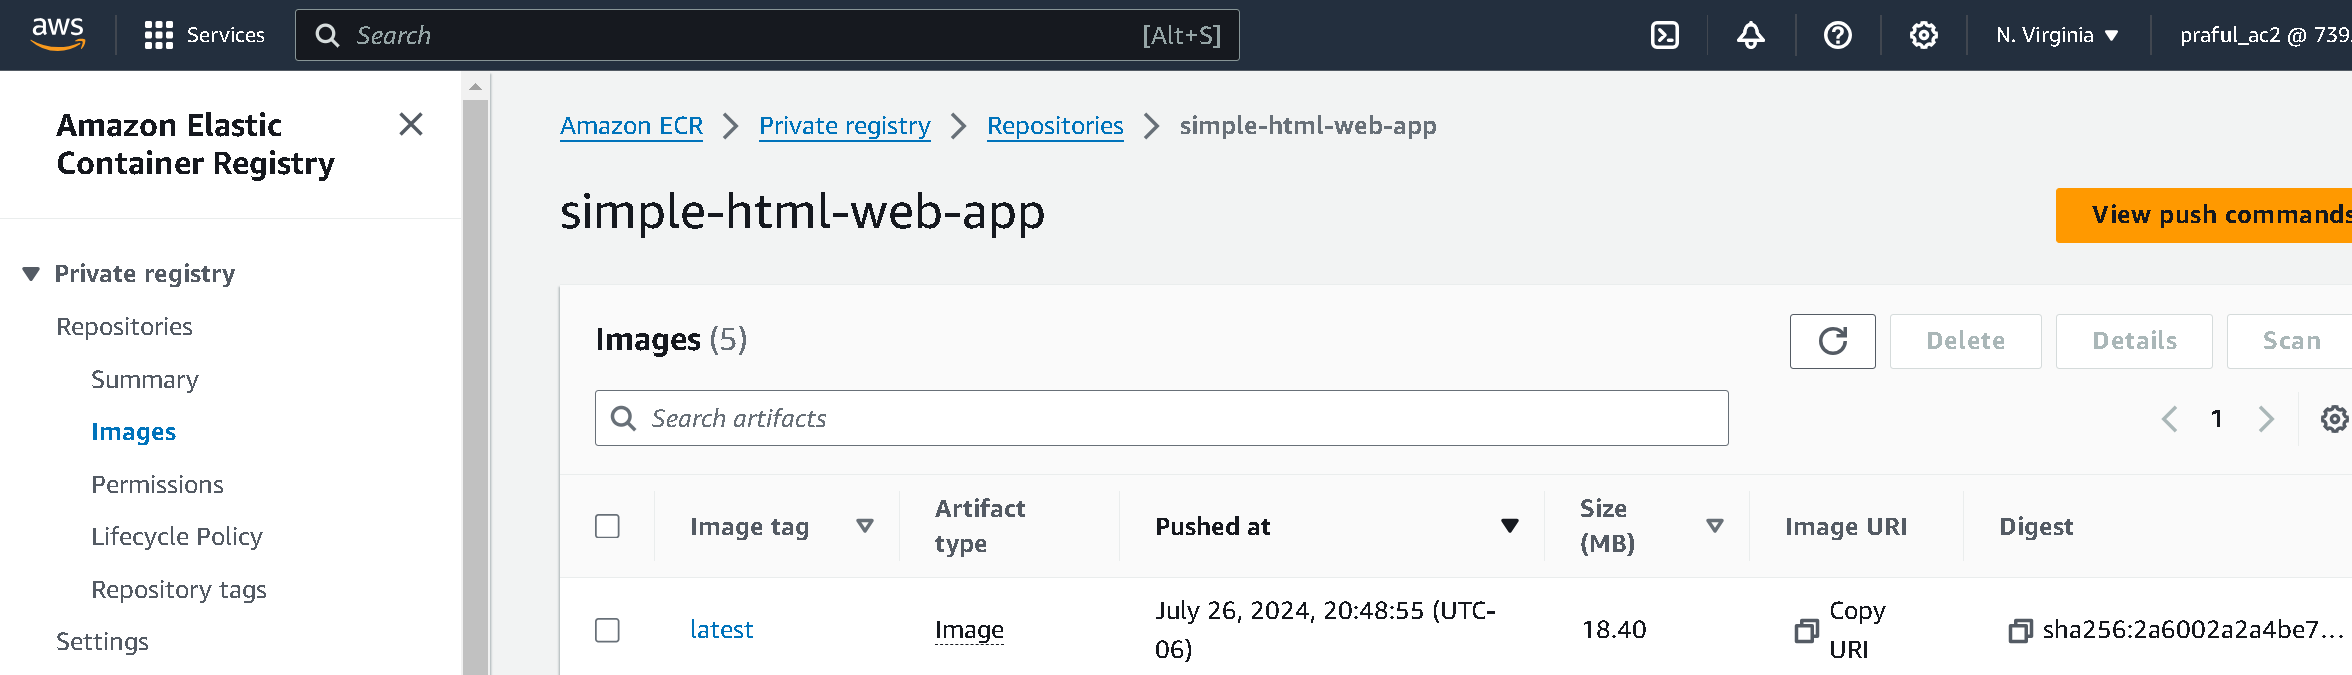 aws
Services
Search
[Alt+S]
N. Virginia
praful_ac2 @ 739
Amazon Elastic
Container Registry
Private registry
Repositories
Summary
Images
Permissions
Lifecycle Policy
Repository tags
Settings
Amazon ECR
Private registry
Repositories
simple-html-web-app
simple-html-web-app
View push commands
Images (5)
Delete
Details
Scan
Search artifacts
1
Image tag
Artifact
type
Pushed at
Size
(MB)
Image URI
Digest
latest
Image
July 26, 2024, 20:48:55 (UTC-
06)
18.40
Copy
URI
sha256:2a6002a2a4be7...